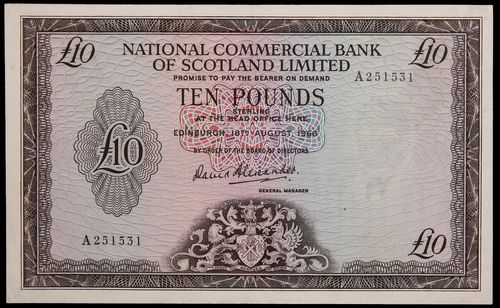 £10
£10
NATIONAL COMMERCIAL BANK
OF SCOTLAND LIMITED
PROMISE TO PAY THE BEARER ON DEMAND
A251531
TEN POUNDS
STERLING
AT THE HEAD OFFICE HERE
EDINBURGH, 18TH AUGUST, 1966
BY ORDER OF THE BOARD OF DIRECTORS
£10
David Alexander
GENERAL MANAGER
A251531
£10